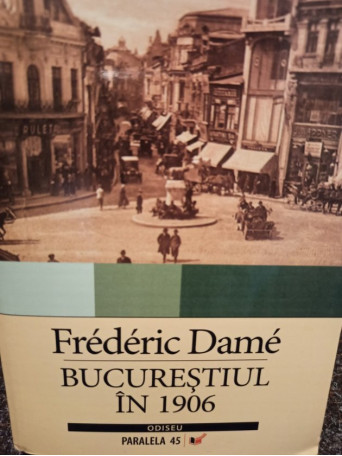 Frédéric Damé
BUCUREȘTIUL
ÎN 1906
ODISEU
PARALELA 45